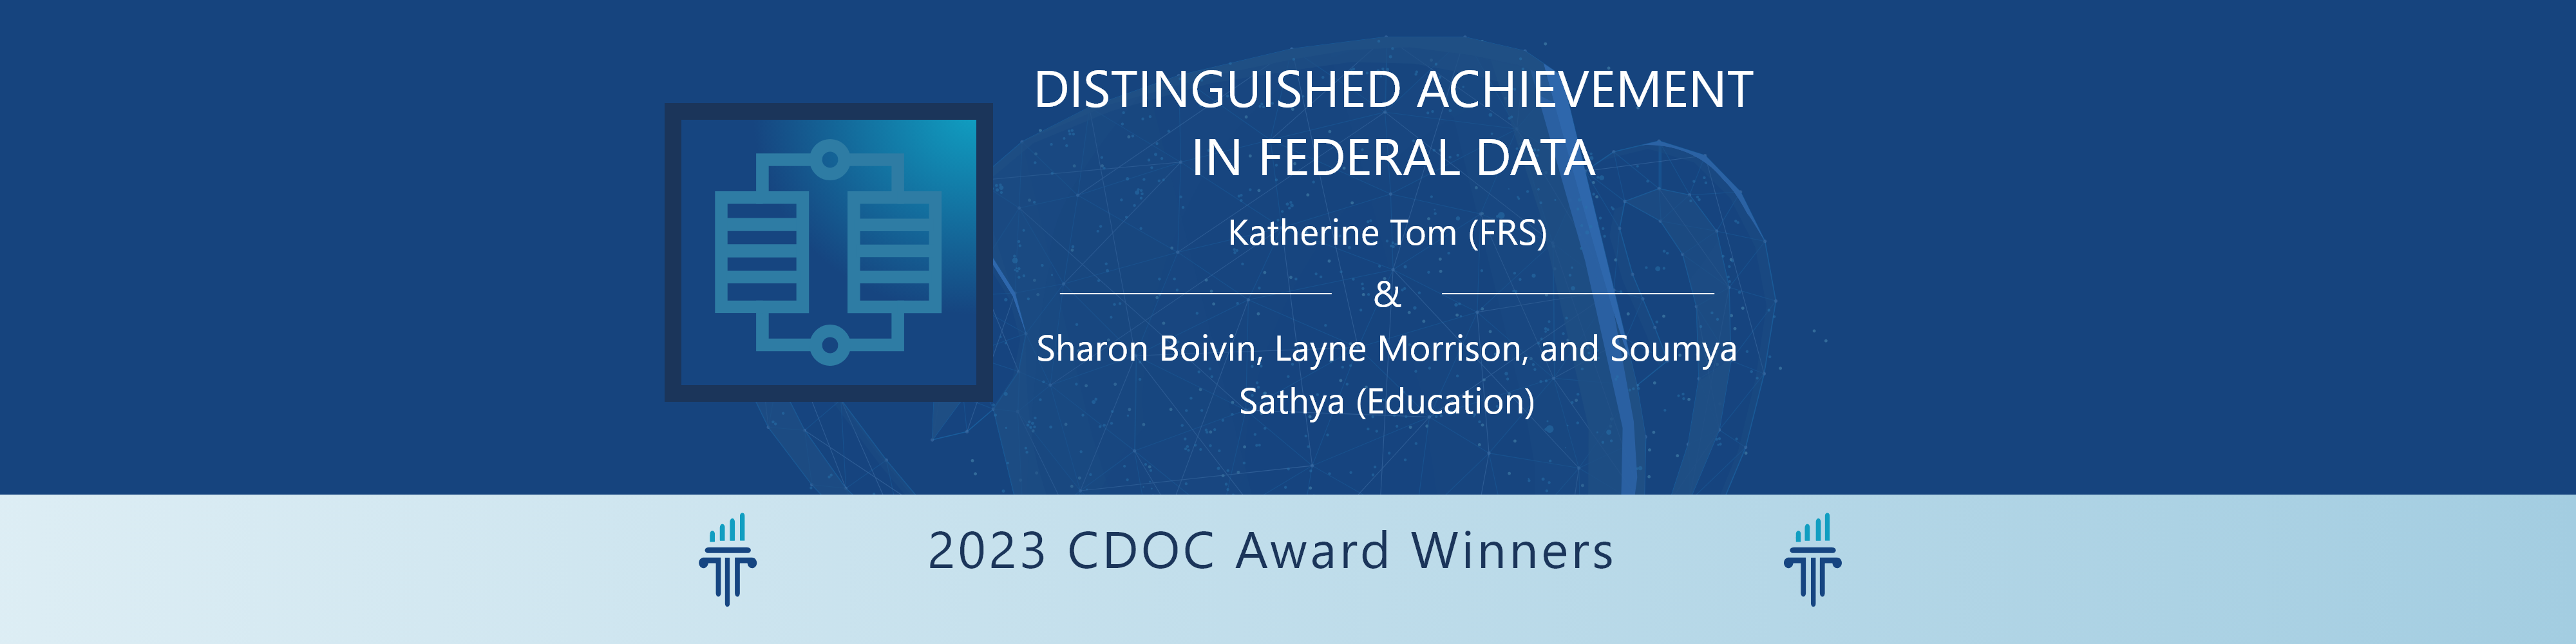 DISTINGUISHED ACHIEVEMENT
IN FEDERAL DATA
Katherine Tom (FRS)
&
Sharon Boivin, Layne Morrison, and Soumya
Sathya (Education)
2023 CDOC Award Winners